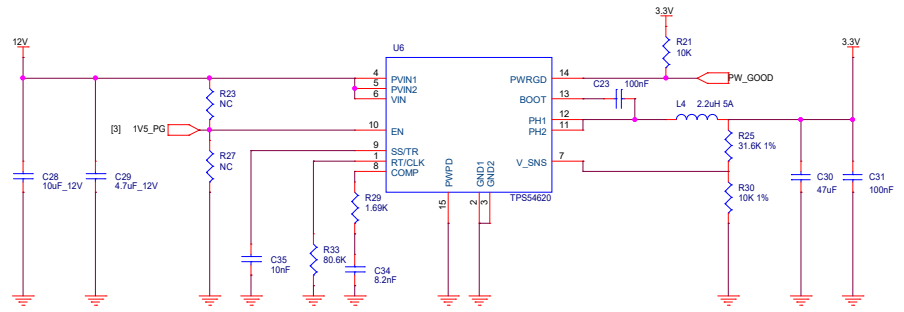 3.3V
12V
3.3V
U6
R21
10K
4
PVIN1
5
PVIN2
6
VIN
PWRGD
14
PW_GOOD
C23
100nF
BOOT
13
R23
NC
L4
2.2uH 5A
PH1
12
PH2
11
[3]
1V5_PG
10
EN
R25
31.6K 1%
9
SS/TR
1
RT/CLK
8
COMP
V_SNS
7
R27
NC
C28
10uF_12V
C29
4.7uF_12V
PWPD
GND1
GND2
C30
47uF
C31
100nF
R30
10K 1%
TPS54620
R29
1.69K
15
2
3
R33
80.6K
C35
10nF
C34
8.2nF